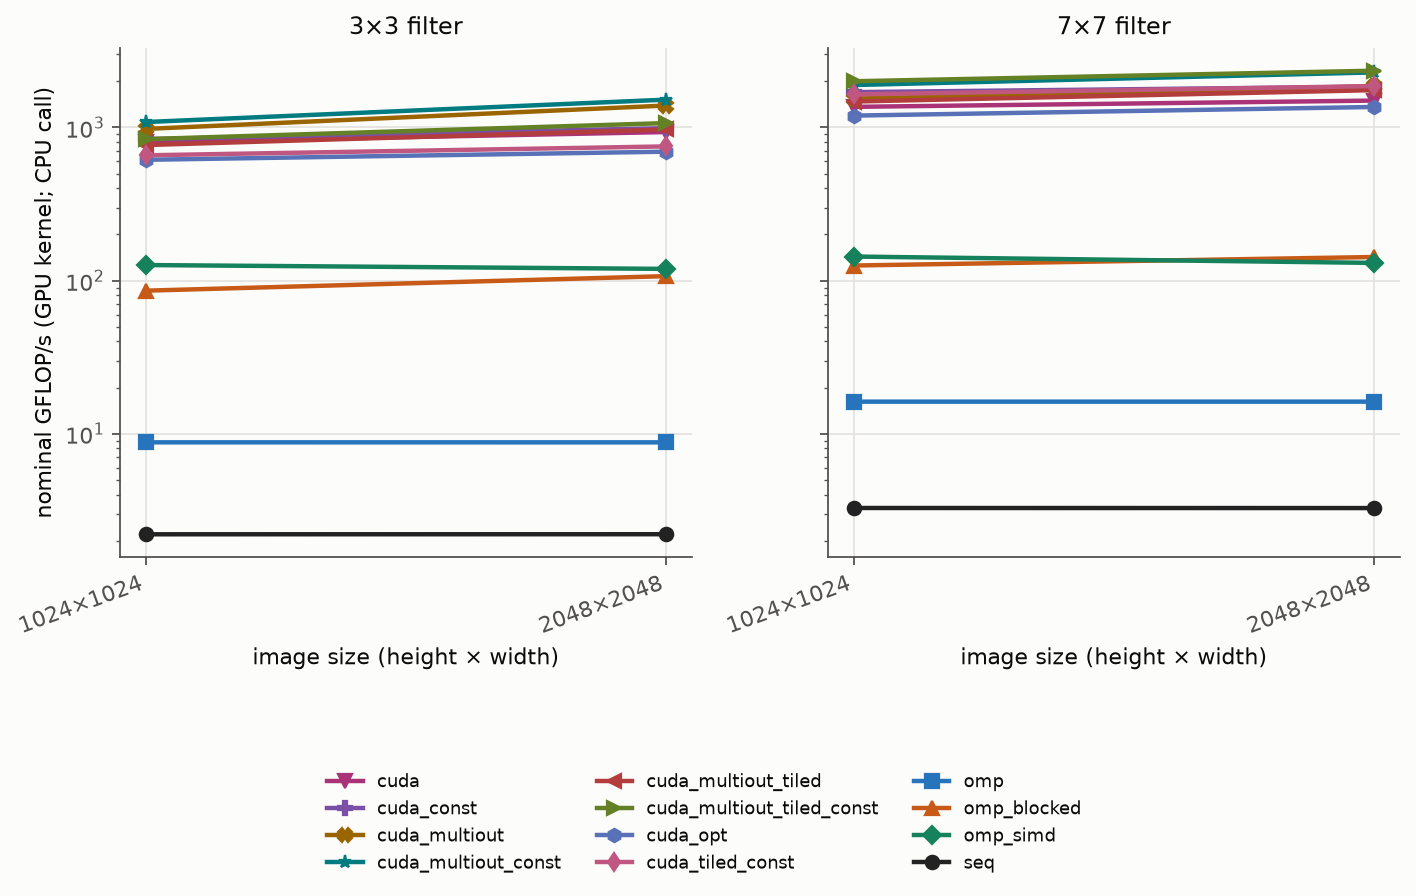 3×3 filter
7×7 filter
nominal GFLOP/s (GPU kernel; CPU call)
10³
10²
10¹
1024×1024
2048×2048
1024×1024
2048×2048
image size (height × width)
image size (height × width)
cuda
cuda_const
cuda_multiout
cuda_multiout_const
cuda_multiout_tiled
cuda_multiout_tiled_const
cuda_opt
cuda_tiled_const
omp
omp_blocked
omp_simd
seq